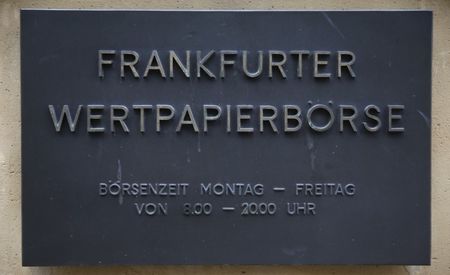 FRANKFURTER
WERTPAPIERBÖRSE
BÖRSENZEIT MONTAG – FREITAG
VON 8.00 – 20.00 UHR